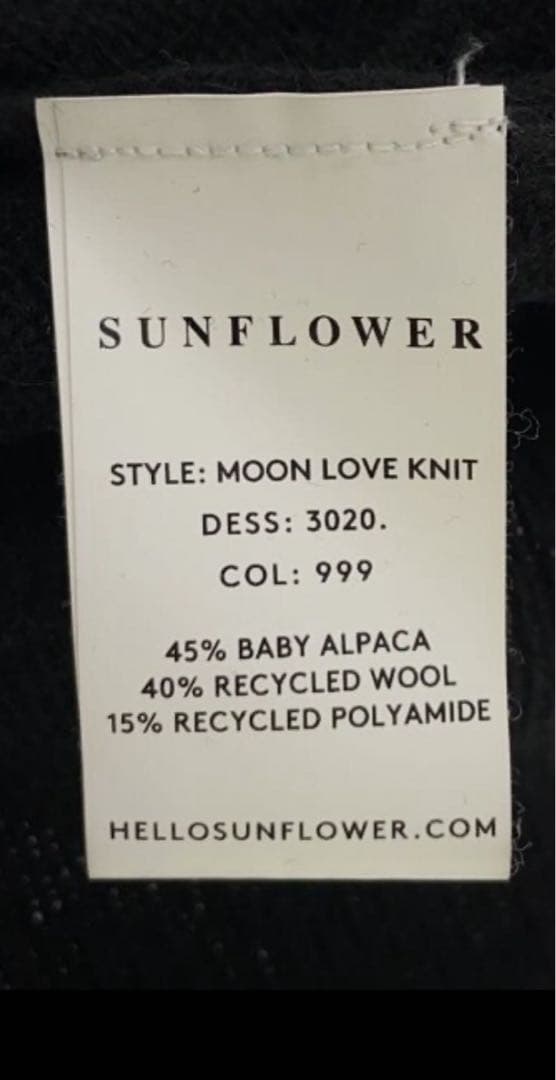 SUNFLOWER
STYLE: MOON LOVE KNIT
DESS: 3020.
COL: 999
45% BABY ALPACA
40% RECYCLED WOOL
15% RECYCLED POLYAMIDE
HELLOSUNFLOWER.COM